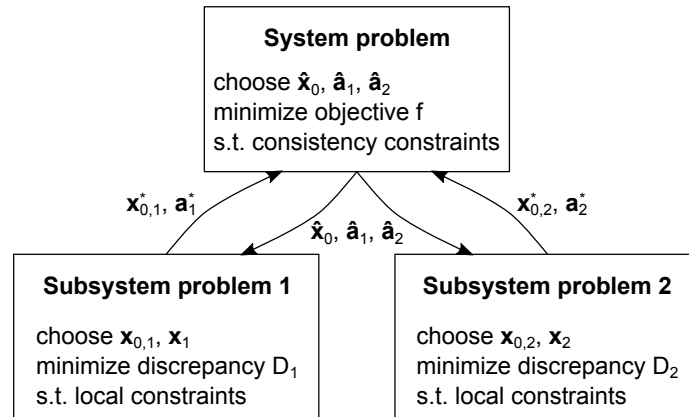 System problem
choose x̂₀, â₁, â₂
minimize objective f
s.t. consistency constraints
x*₀,₁, a*₁
x̂₀, â₁, â₂
x*₀,₂, a*₂
Subsystem problem 1
choose x₀,₁, x₁
minimize discrepancy D₁
s.t. local constraints
Subsystem problem 2
choose x₀,₂, x₂
minimize discrepancy D₂
s.t. local constraints